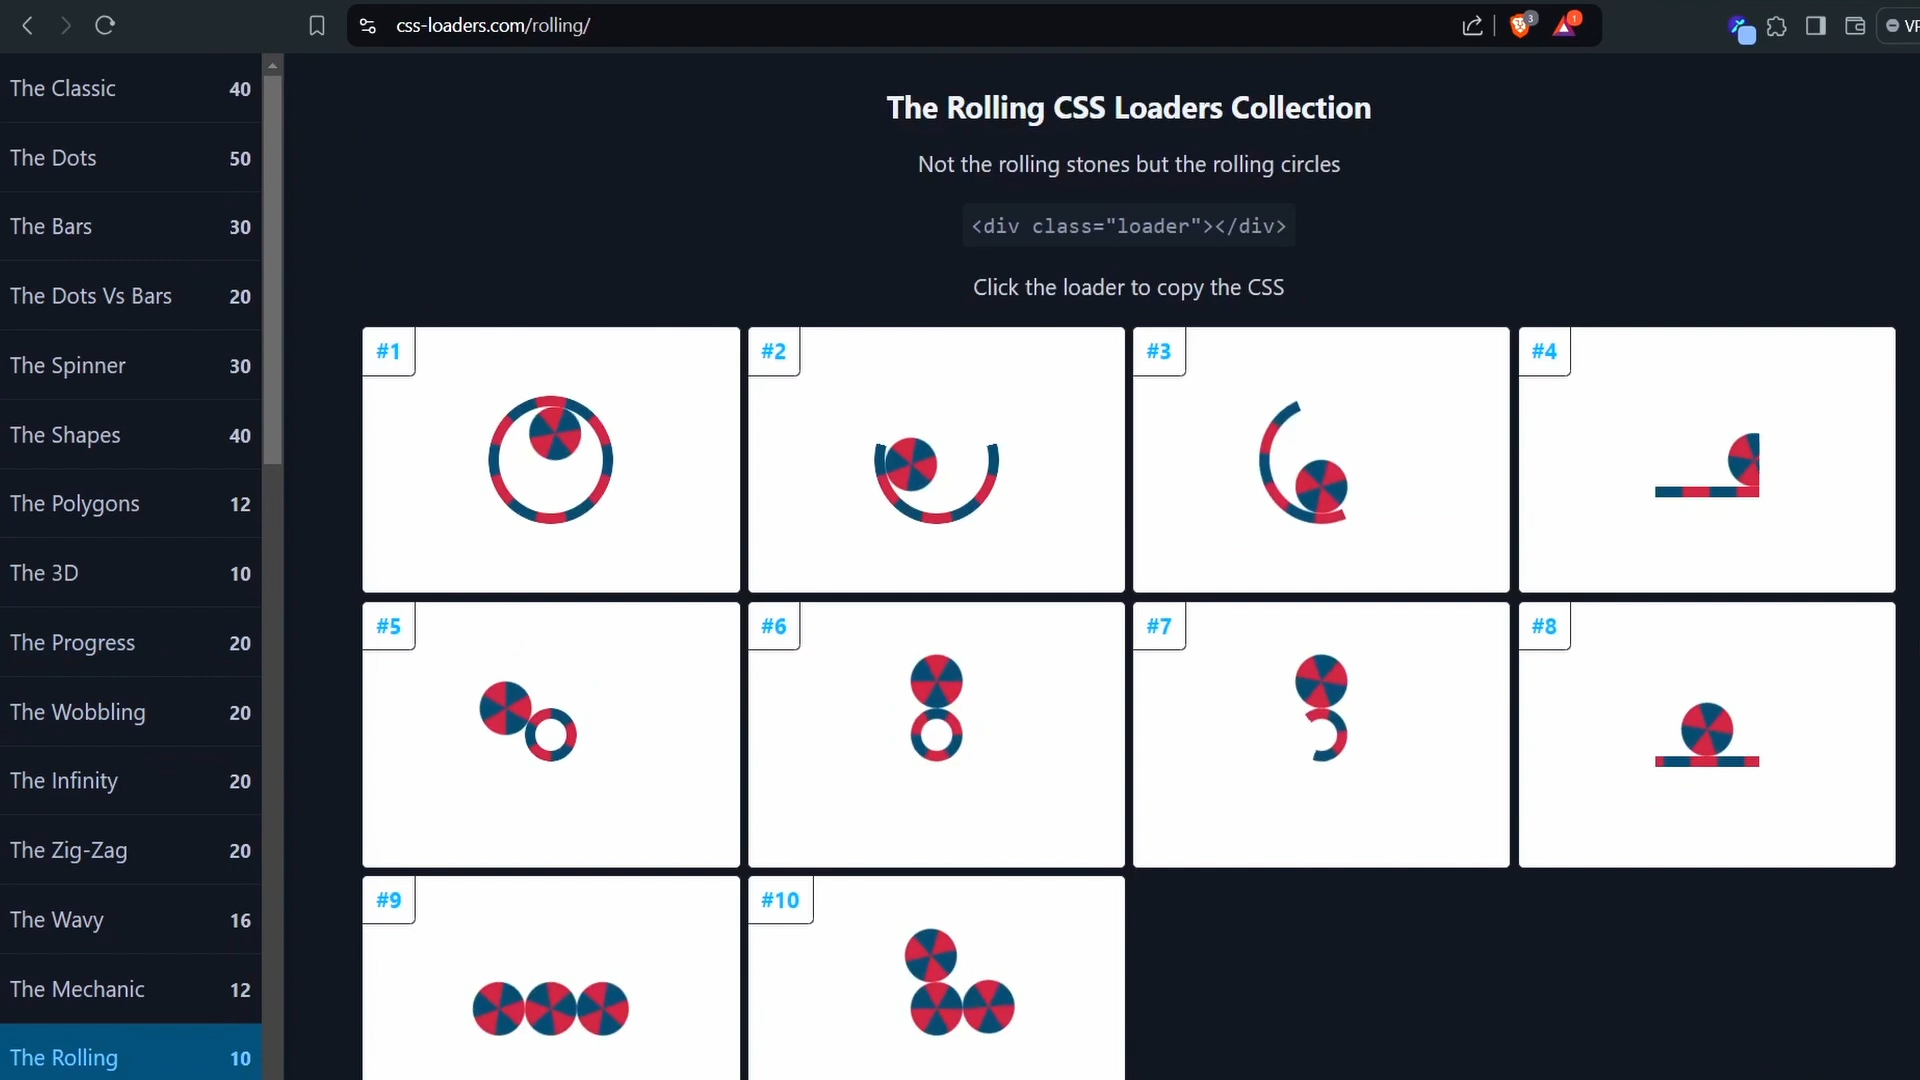 css-loaders.com/rolling/
3
1
VP
The Classic 40
The Dots 50
The Bars 30
The Dots Vs Bars 20
The Spinner 30
The Shapes 40
The Polygons 12
The 3D 10
The Progress 20
The Wobbling 20
The Infinity 20
The Zig-Zag 20
The Wavy 16
The Mechanic 12
The Rolling 10
The Rolling CSS Loaders Collection
Not the rolling stones but the rolling circles
<div class="loader"></div>
Click the loader to copy the CSS
#1
#2
#3
#4
#5
#6
#7
#8
#9
#10